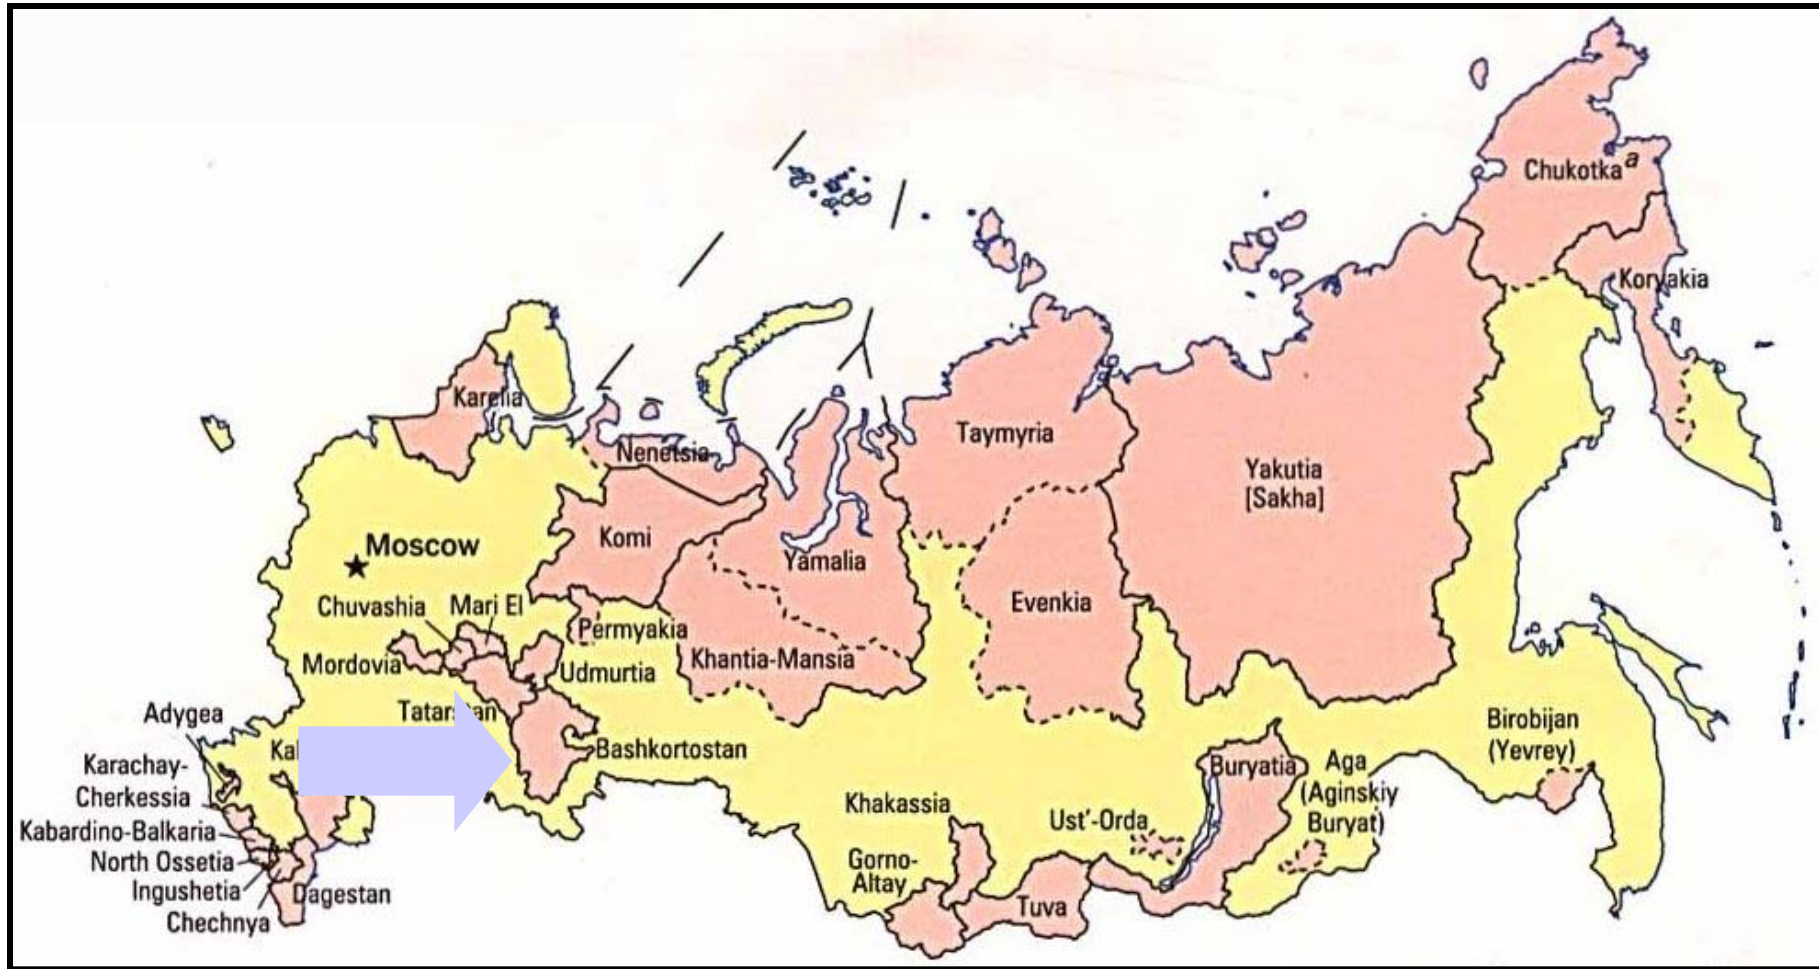 Chukotka a
Koryakia
Karelia
Nenetsia
Taymyria
Yakutia
[Sakha]
Komi
Yamalia
Moscow
Evenkia
Chuvashia
Mari El
Permyakia
Mordovia
Udmurtia
Khantia-Mansia
Adygea
Bashkortostan
Birobijan
(Yevrey)
Karachay-
Cherkessia
Buryatia
Aga
(Aginskiy
Buryat)
Khakassia
Ust'-Orda
Kabardino-Balkaria
North Ossetia
Gorno-
Altay
Ingushetia
Dagestan
Chechnya
Tuva